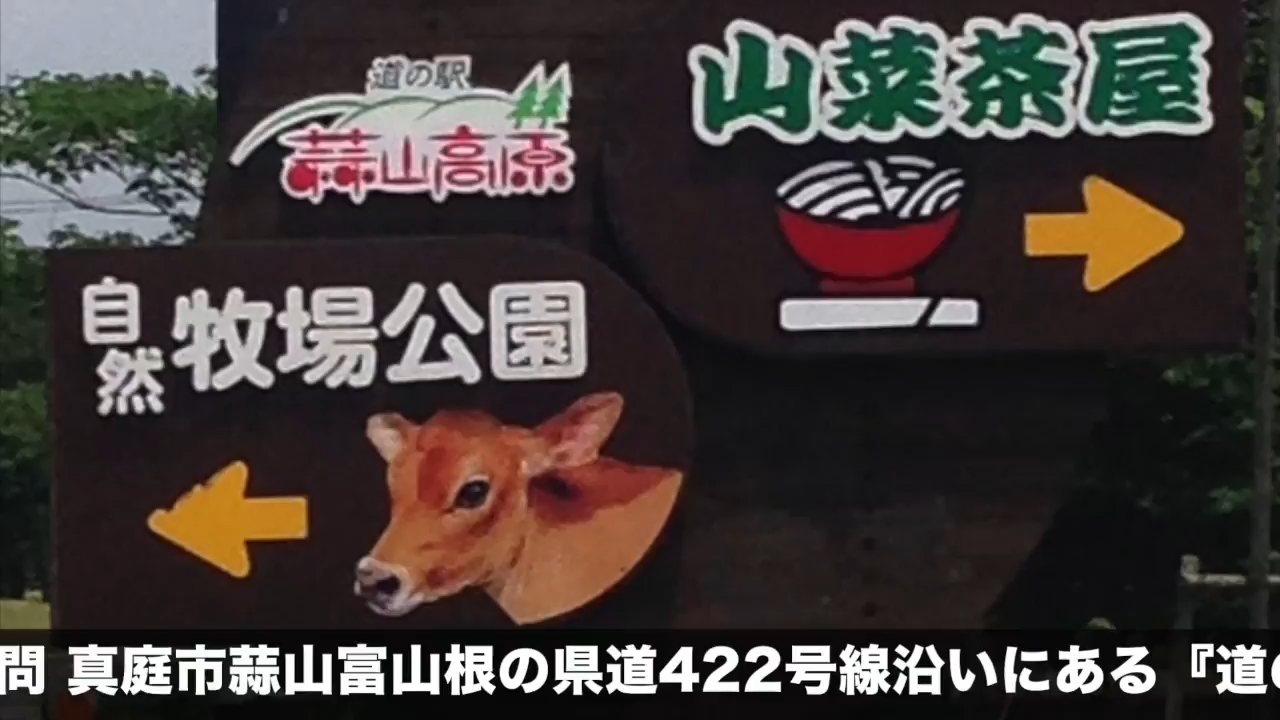 道の駅
蒜山高原
山菜茶屋
自然
牧場公園
問 真庭市蒜山富山根の県道422号線沿いにある『道の